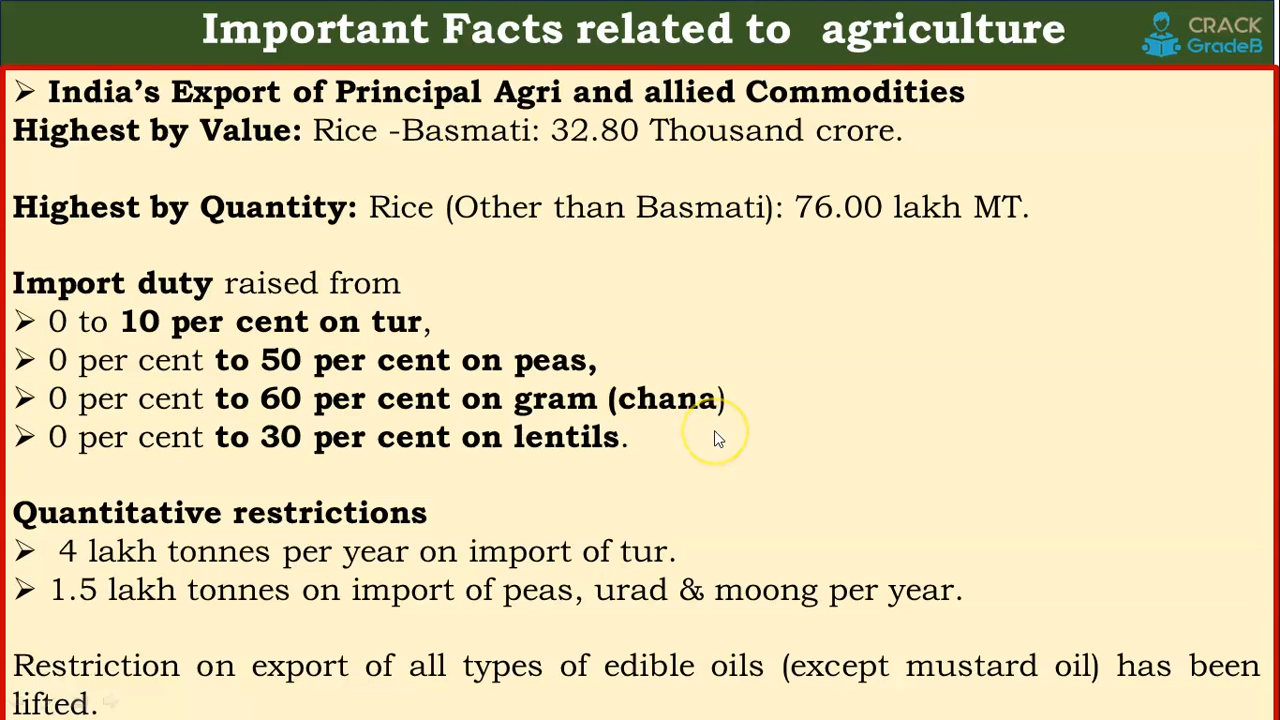 Important Facts related to agriculture
CRACK
GradeB
➢ India's Export of Principal Agri and allied Commodities
Highest by Value: Rice -Basmati: 32.80 Thousand crore.
Highest by Quantity: Rice (Other than Basmati): 76.00 lakh MT.
Import duty raised from
➢ 0 to 10 per cent on tur,
➢ 0 per cent to 50 per cent on peas,
➢ 0 per cent to 60 per cent on gram (chana)
➢ 0 per cent to 30 per cent on lentils.
Quantitative restrictions
➢ 4 lakh tonnes per year on import of tur.
➢ 1.5 lakh tonnes on import of peas, urad & moong per year.
Restriction on export of all types of edible oils (except mustard oil) has been
lifted.